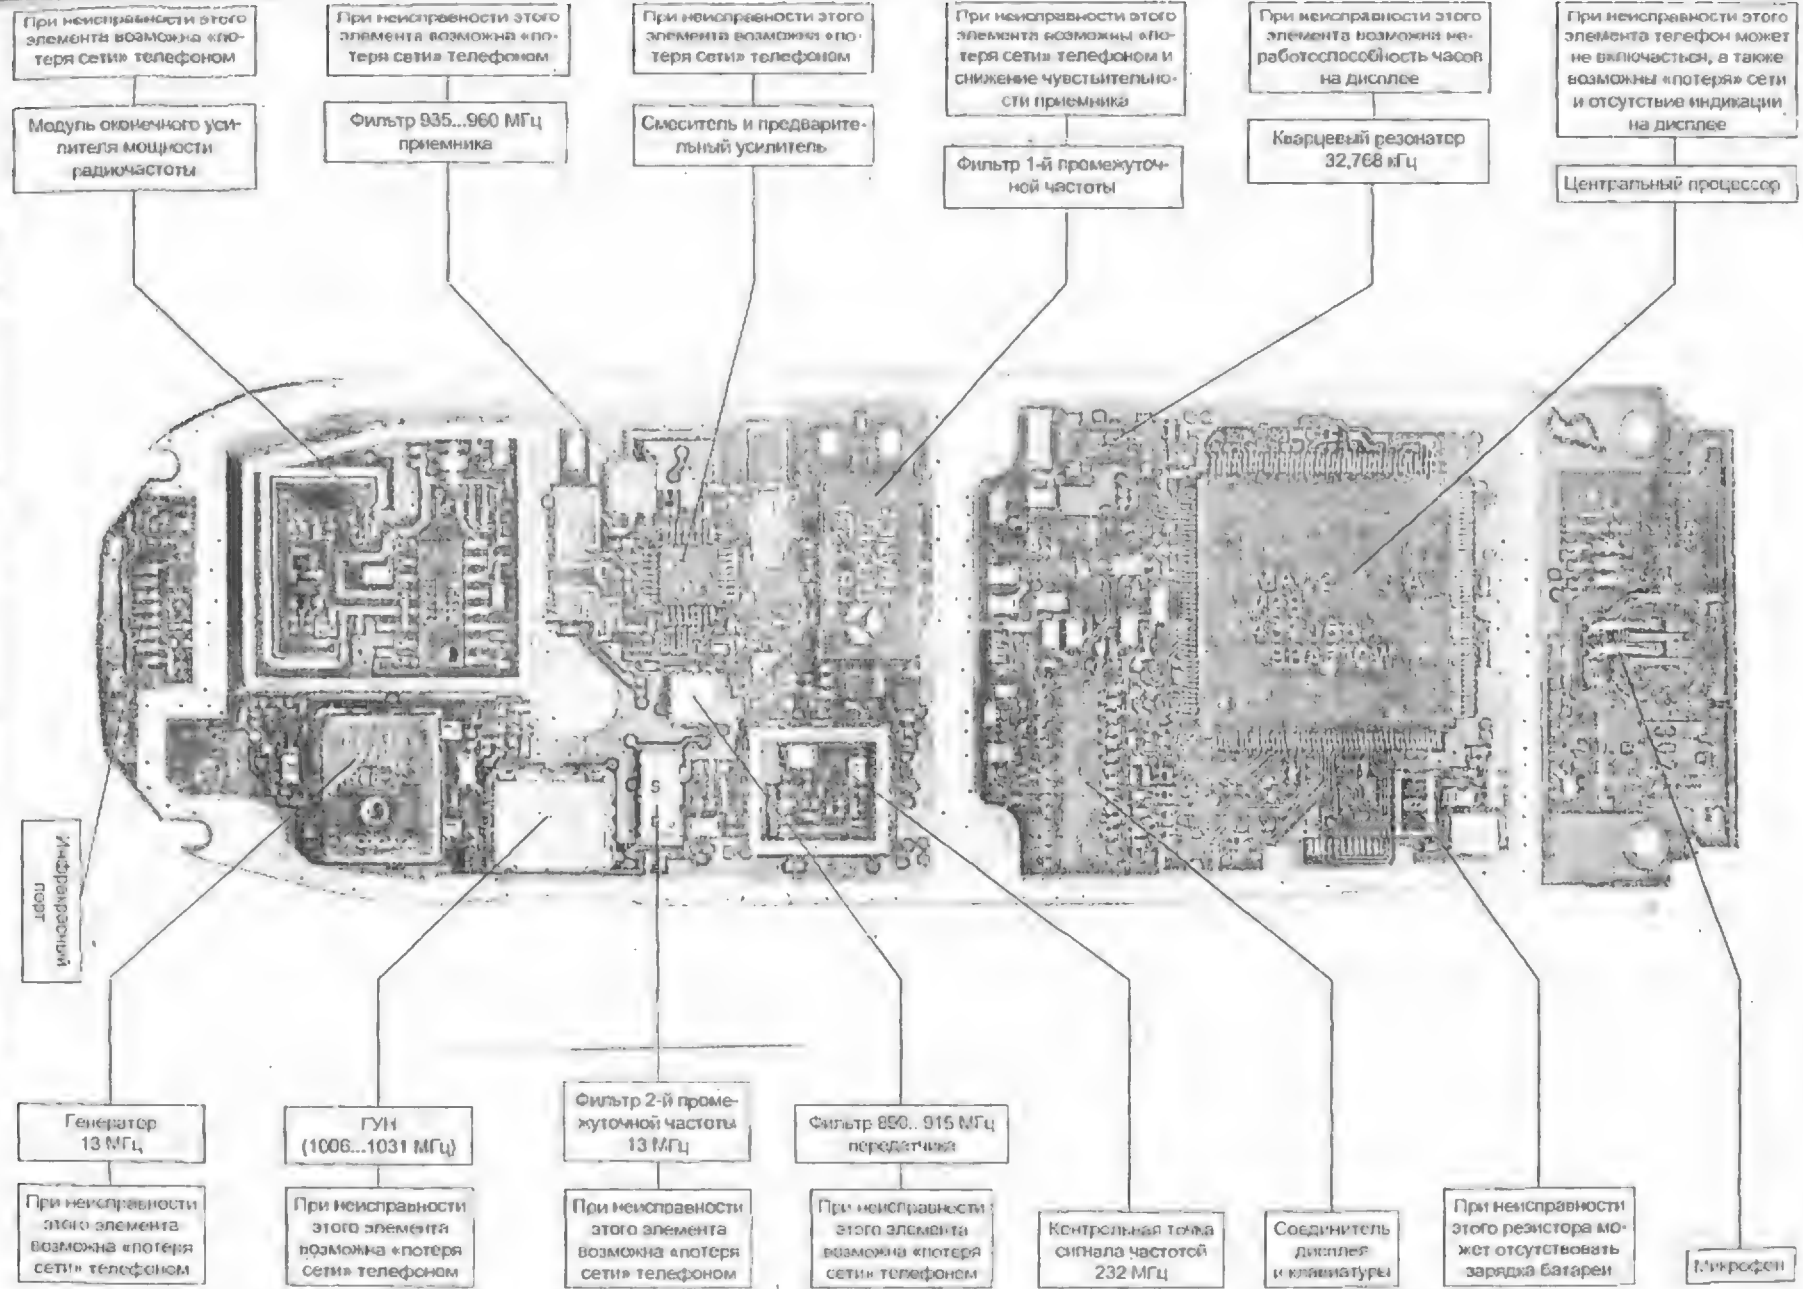 При неисправности этого
элемента возможна «по-
теря сети» телефоном
Модуль оконечного уси-
лителя мощности
радиочастоты
При неисправности этого
элемента возможна «по-
теря сети» телефоном
Фильтр 935...960 МГц
приемника
При неисправности этого
элемента возможна «по-
теря сети» телефоном
Смеситель и предварите-
льный усилитель
При неисправности этого
элемента возможны «по-
теря сети» телефоном и
снижение чувствительно-
сти приемника
Фильтр 1-й промежуточ-
ной частоты
При неисправности этого
элемента возможна не-
работоспособность часов
на дисплее
Кварцевый резонатор
32,768 кГц
При неисправности этого
элемента телефон может
не включасться, а также
возможны «потеря» сети
и отсутствие индикации
на дисплее
Центральный процессор
Инфракрасный
порт
Генератор
13 МГц
При неисправности
этого элемента
возможна «потеря
сети» телефоном
ГУН
(1006...1031 МГц)
При неисправности
этого элемента
возможна «потеря
сети» телефоном
Фильтр 2-й проме-
жуточной частоты
13 МГц
При неисправности
этого элемента
возможна «потеря
сети» телефоном
Фильтр 890...915 МГц
передатчика
При неисправности
этого элемента
возможна «потеря
сети» телефоном
Контрольная точка
сигнала частотой
232 МГц
Соединитель
дисплея
и клавиатуры
При неисправности
этого резистора мо-
жет отсутствовать
зарядка батареи
Микрофон